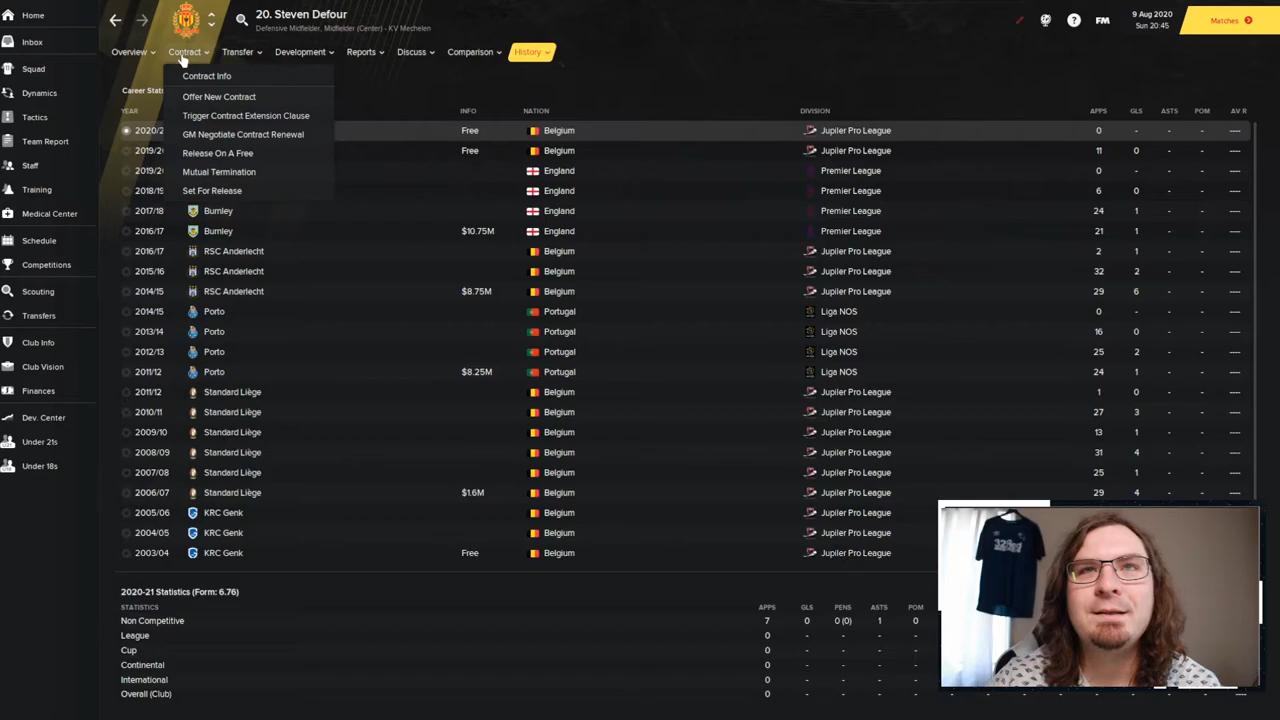 Home
20. Steven Defour
Defensive Midfielder, Midfielder (Center) - KV Mechelen
FM
9 Aug 2020
Sun 20:45
Matches
Inbox
Overview
Contract
Transfer
Development
Reports
Discuss
Comparison
History
Squad
Dynamics
Tactics
Team Report
Staff
Training
Medical Center
Schedule
Competitions
Scouting
Transfers
Club Info
Club Vision
Finances
Dev. Center
Under 21s
Under 18s
Contract Info
Offer New Contract
Trigger Contract Extension Clause
GM Negotiate Contract Renewal
Release On A Free
Mutual Termination
Set For Release
Career Stat
YEAR INFO NATION DIVISION APPS GLS ASTS POM AV R
2020/2 Free Belgium Jupiler Pro League 0 - - - ----
2019/20 Free Belgium Jupiler Pro League 11 0 - - ----
2019/20 England Premier League 0 - - - ----
2018/19 England Premier League 6 0 - - ----
2017/18 Burnley England Premier League 24 1 - - ----
2016/17 Burnley $10.75M England Premier League 21 1 - - ----
2016/17 RSC Anderlecht Belgium Jupiler Pro League 2 1 - - ----
2015/16 RSC Anderlecht Belgium Jupiler Pro League 32 2 - - ----
2014/15 RSC Anderlecht $8.75M Belgium Jupiler Pro League 29 6 - - ----
2014/15 Porto Portugal Liga NOS 0 - - - ----
2013/14 Porto Portugal Liga NOS 16 0 - - ----
2012/13 Porto Portugal Liga NOS 25 2 - - ----
2011/12 Porto $8.25M Portugal Liga NOS 24 1 - - ----
2011/12 Standard Liège Belgium Jupiler Pro League 1 0 - - ----
2010/11 Standard Liège Belgium Jupiler Pro League 27 3 - - ----
2009/10 Standard Liège Belgium Jupiler Pro League 13 1 - - ----
2008/09 Standard Liège Belgium Jupiler Pro League 31 4 - - ----
2007/08 Standard Liège Belgium Jupiler Pro League 25 1 - - ----
2006/07 Standard Liège $1.6M Belgium Jupiler Pro League 29 4 - - ----
2005/06 KRC Genk Belgium Jupiler Pro League
2004/05 KRC Genk Belgium Jupiler Pro League
2003/04 KRC Genk Free Belgium Jupiler Pro League
2020-21 Statistics (Form: 6.76)
STATISTICS APPS GLS PENS ASTS POM
Non Competitive 7 0 0 (0) 1 0
League 0 - - - -
Cup 0 - - - -
Continental 0 - - - -
International 0 - - - -
Overall (Club) 0 - - - -